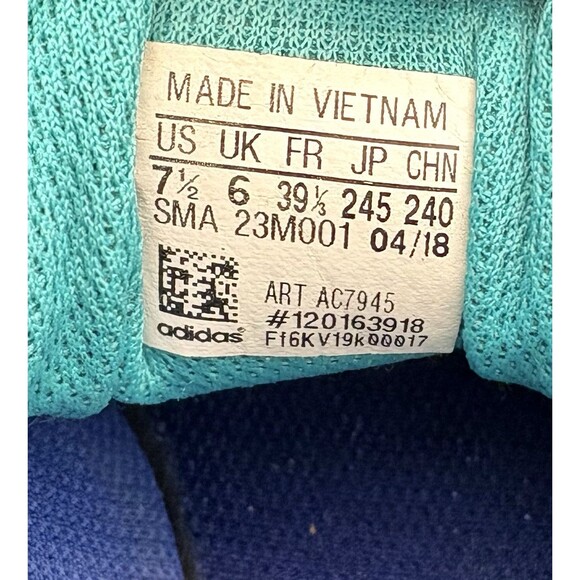 MADE IN VIETNAM
US UK FR JP CHN
7½ 6 39⅓ 245 240
SMA 23M001 04/18
ART AC7945
#120163918
adidas
Ff6KV19k00017